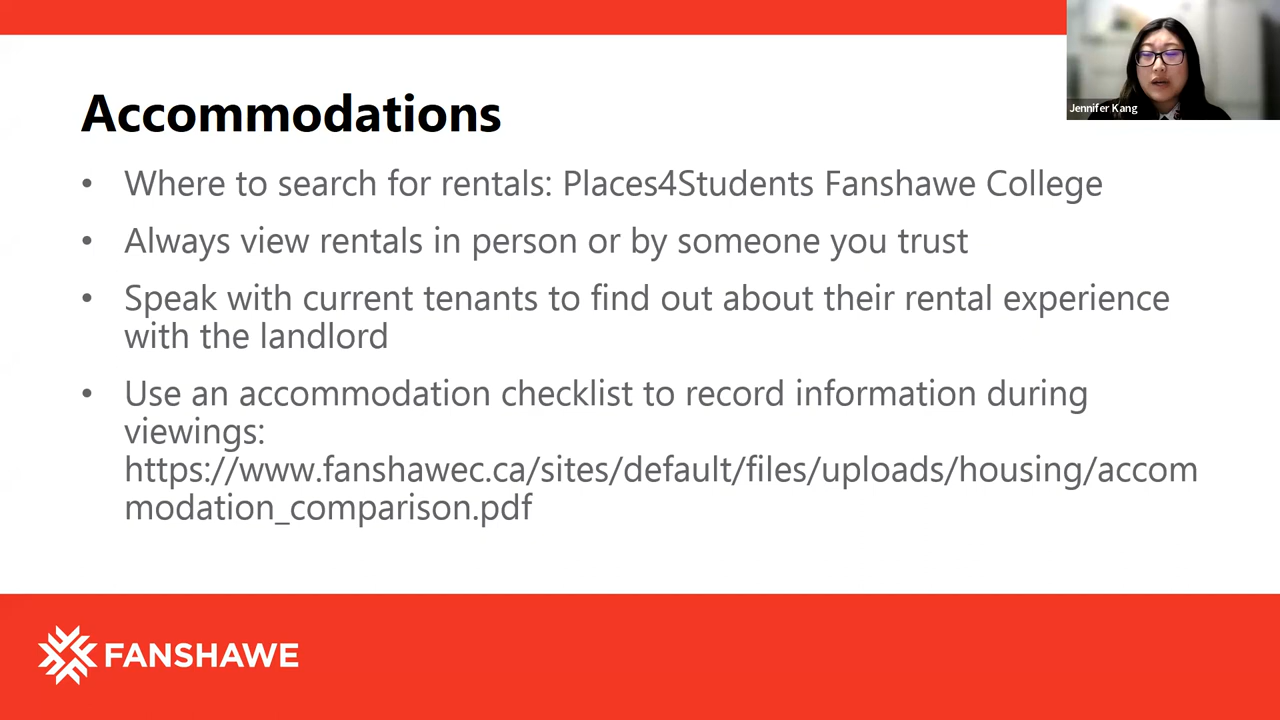 Jennifer Kang
Accommodations
• Where to search for rentals: Places4Students Fanshawe College
• Always view rentals in person or by someone you trust
• Speak with current tenants to find out about their rental experience
with the landlord
• Use an accommodation checklist to record information during
viewings:
https://www.fanshawec.ca/sites/default/files/uploads/housing/accom
modation_comparison.pdf
FANSHAWE